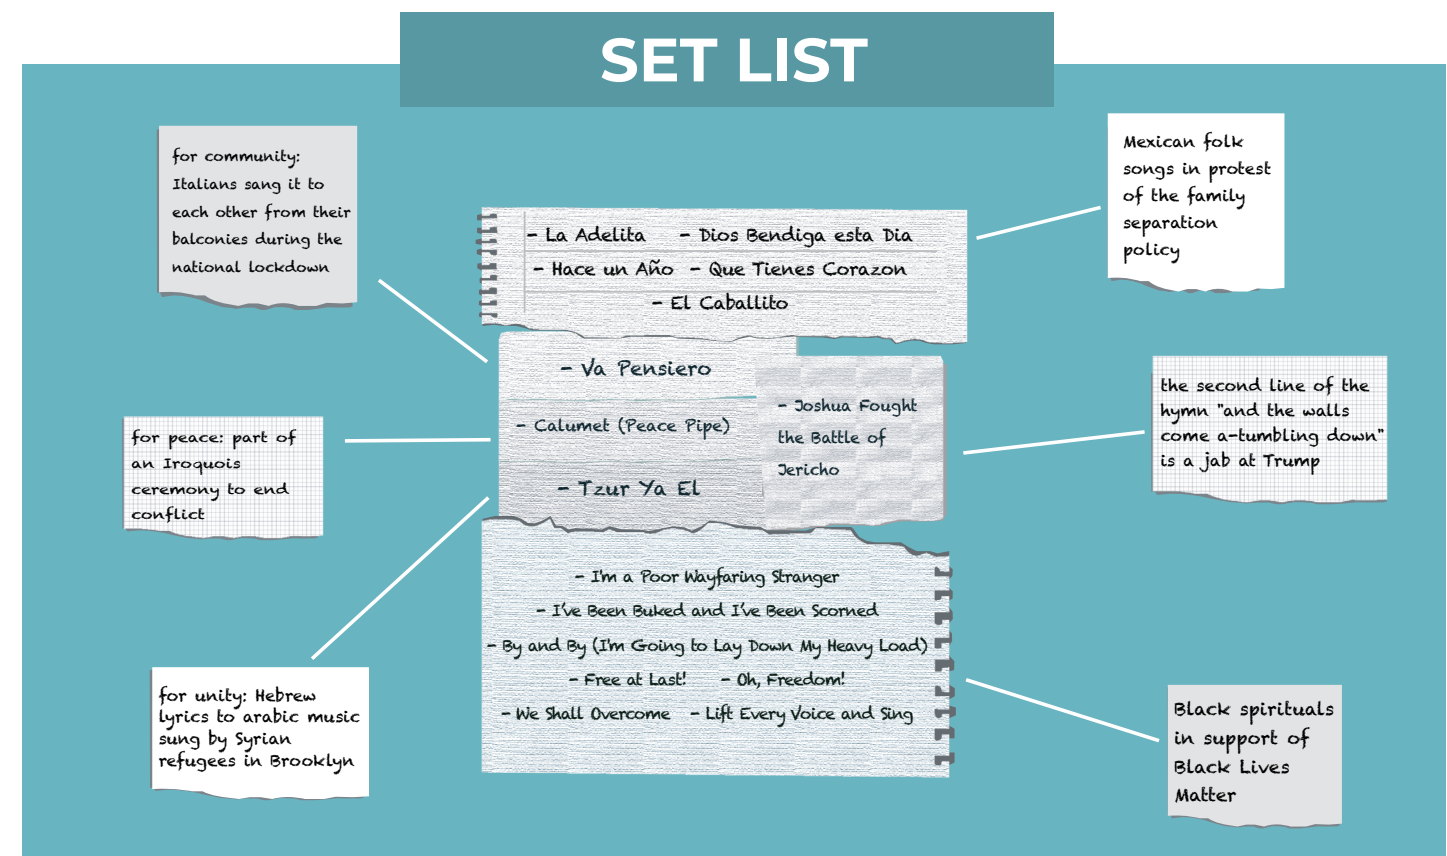 SET LIST
for community:
Italians sang it to
each other from their
balconies during the
national lockdown
Mexican folk
songs in protest
of the family
separation
policy
- La Adelita - Dios Bendiga esta Dia
- Hace un Año - Que Tienes Corazon
- El Caballito
- Va Pensiero
- Calumet (Peace Pipe)
- Tzur Ya El
- Joshua Fought
the Battle of
Jericho
for peace: part of
an Iroquois
ceremony to end
conflict
the second line of the
hymn "and the walls
come a-tumbling down"
is a jab at Trump
- I'm a Poor Wayfaring Stranger
- I've Been Buked and I've Been Scorned
- By and By (I'm Going to Lay Down My Heavy Load)
- Free at Last! - Oh, Freedom!
- We Shall Overcome - Lift Every Voice and Sing
for unity: Hebrew
lyrics to arabic music
sung by Syrian
refugees in Brooklyn
Black spirituals
in support of
Black Lives
Matter